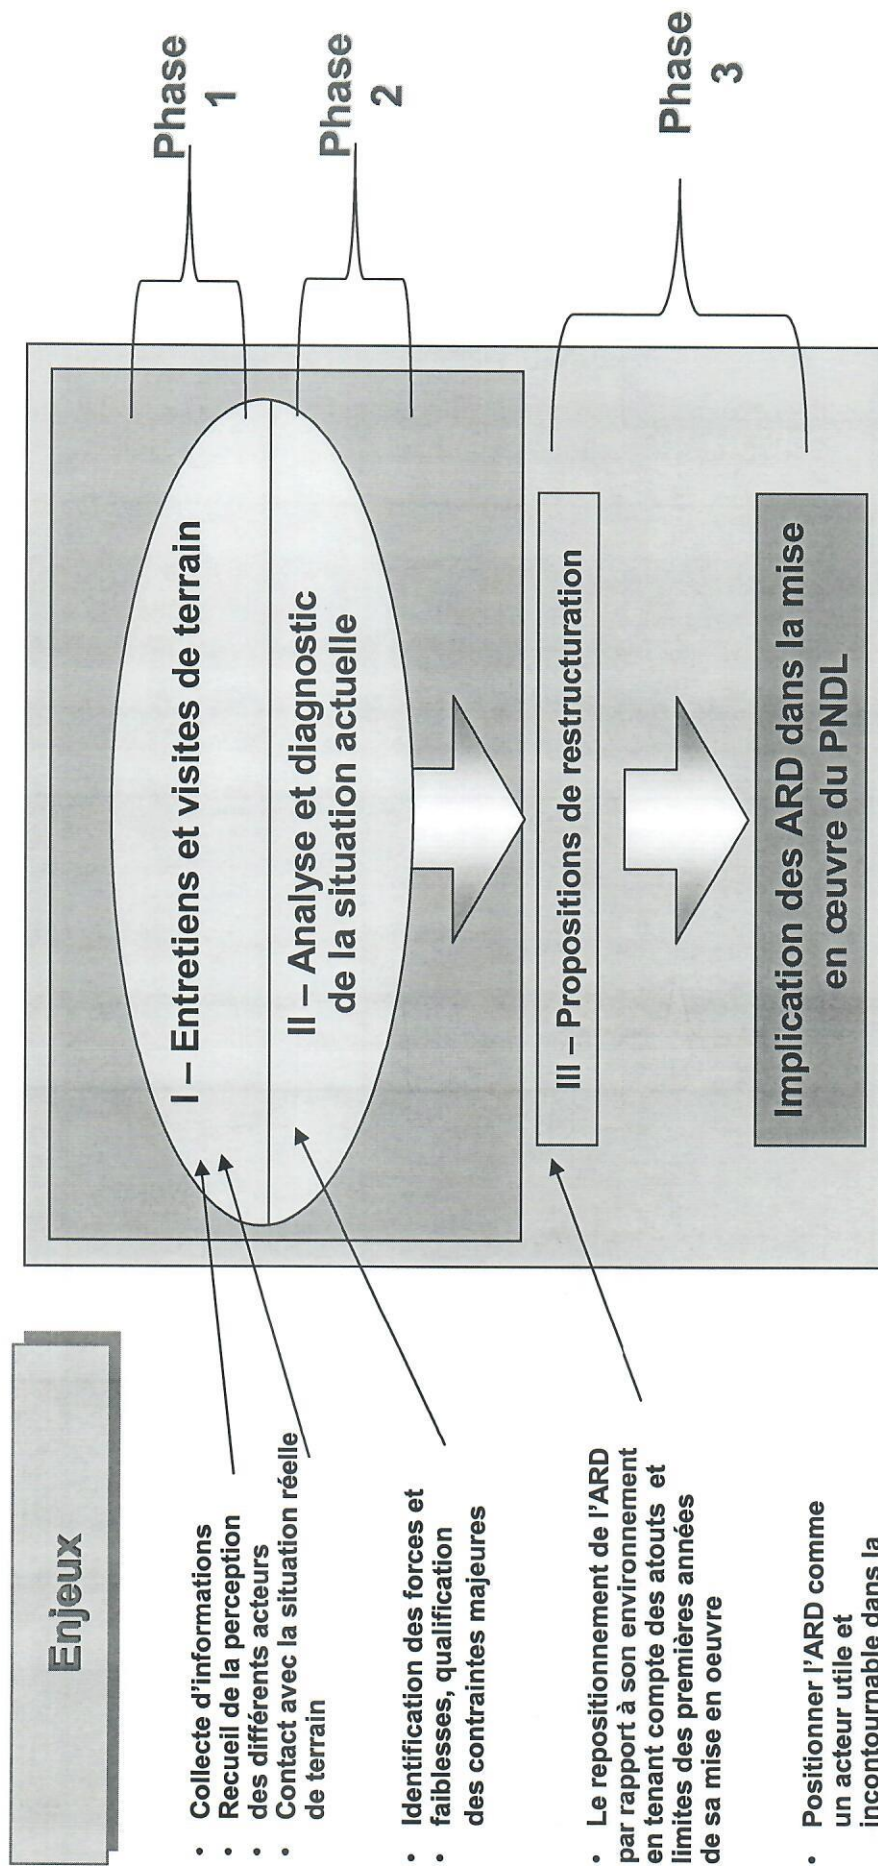 Enjeux
• Collecte d'informations
• Recueil de la perception
• des différents acteurs
• Contact avec la situation réelle
de terrain
• Identification des forces et
• faiblesses, qualification
des contraintes majeures
• Le repositionnement de l'ARD
par rapport à son environnement
en tenant compte des atouts et
limites des premières années
de sa mise en oeuvre
• Positionner l'ARD comme
un acteur utile et
incontournable dans la
I – Entretiens et visites de terrain
II – Analyse et diagnostic
de la situation actuelle
III – Propositions de restructuration
Implication des ARD dans la mise
en œuvre du PNDL
Phase
1
Phase
2
Phase
3